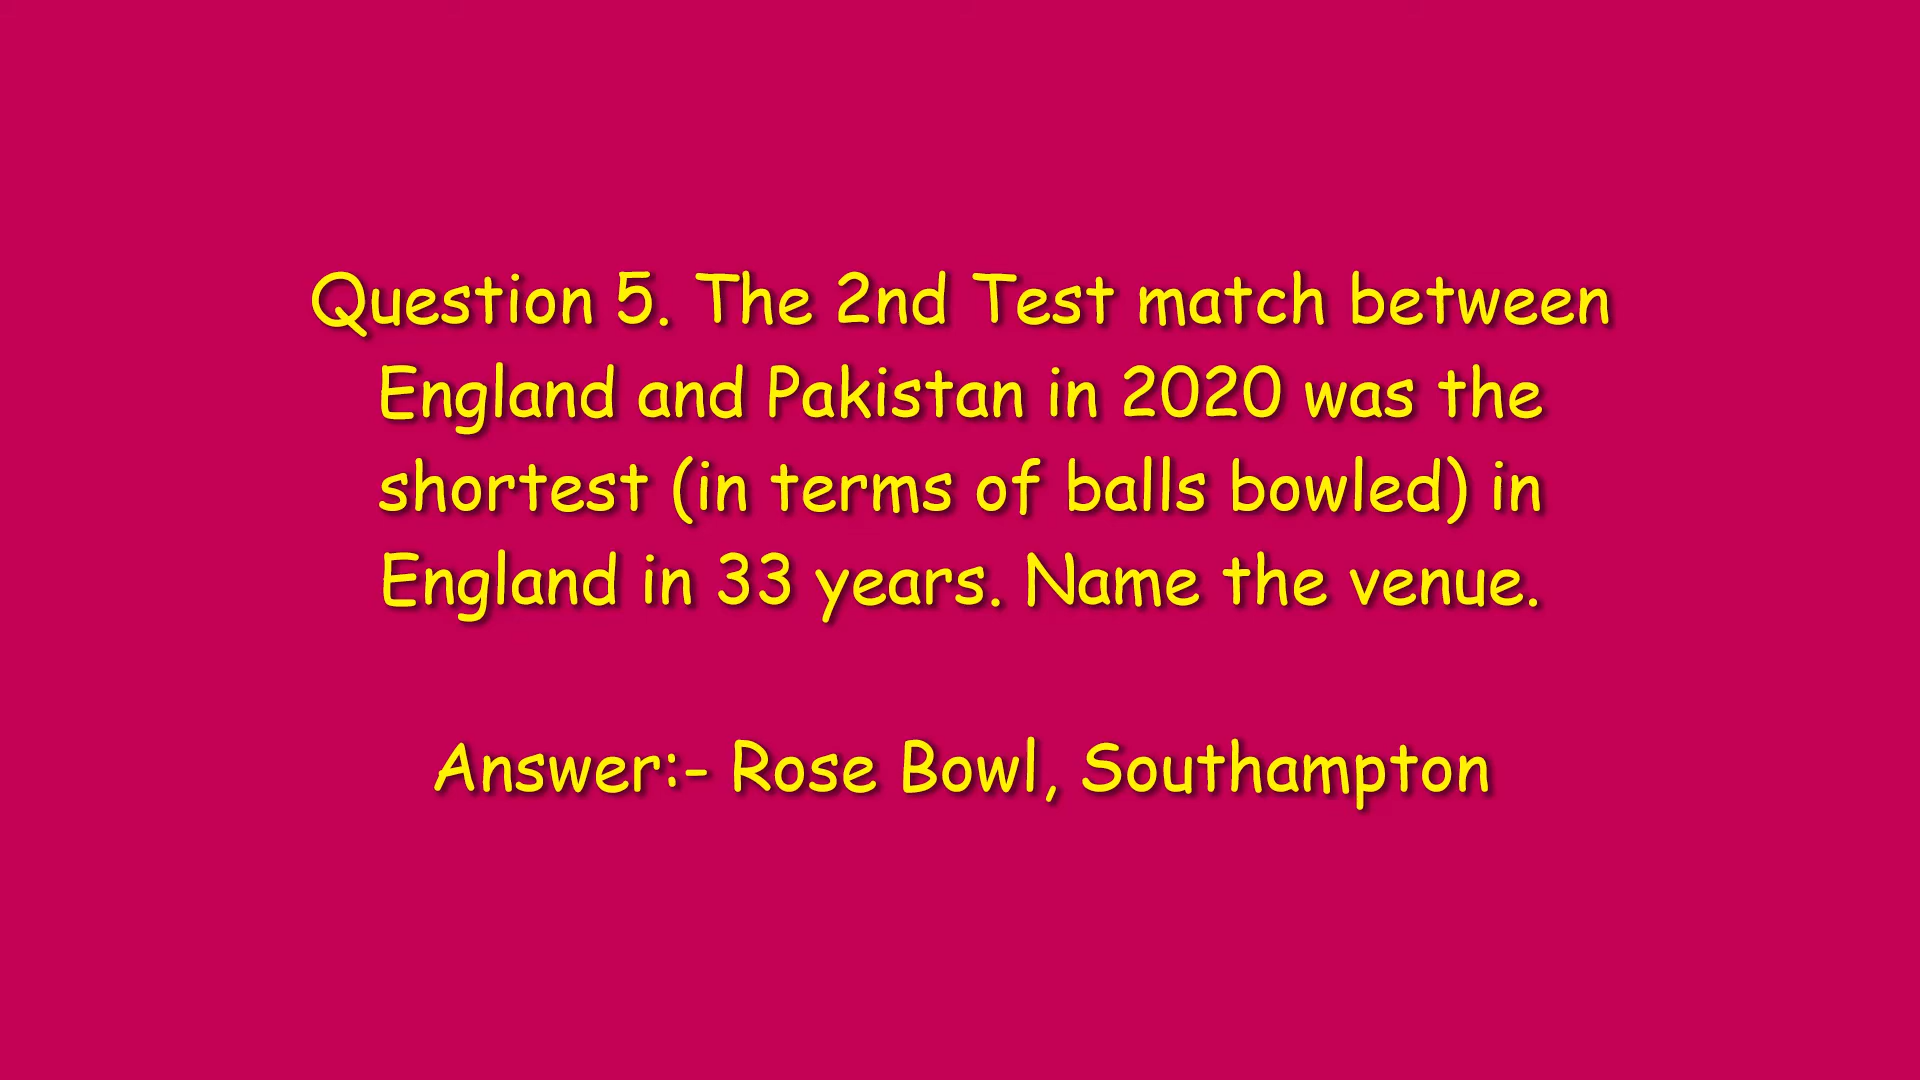 Question 5. The 2nd Test match between
England and Pakistan in 2020 was the
shortest (in terms of balls bowled) in
England in 33 years. Name the venue.
Answer:- Rose Bowl, Southampton